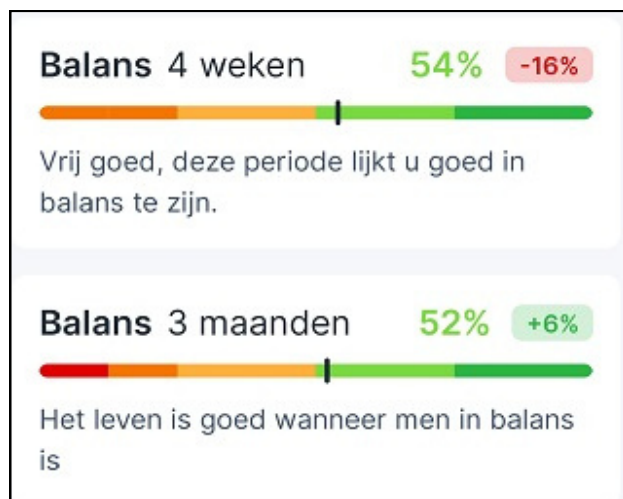 Balans 4 weken 54% -16%
Vrij goed, deze periode lijkt u goed in
balans te zijn.
Balans 3 maanden 52% +6%
Het leven is goed wanneer men in balans
is